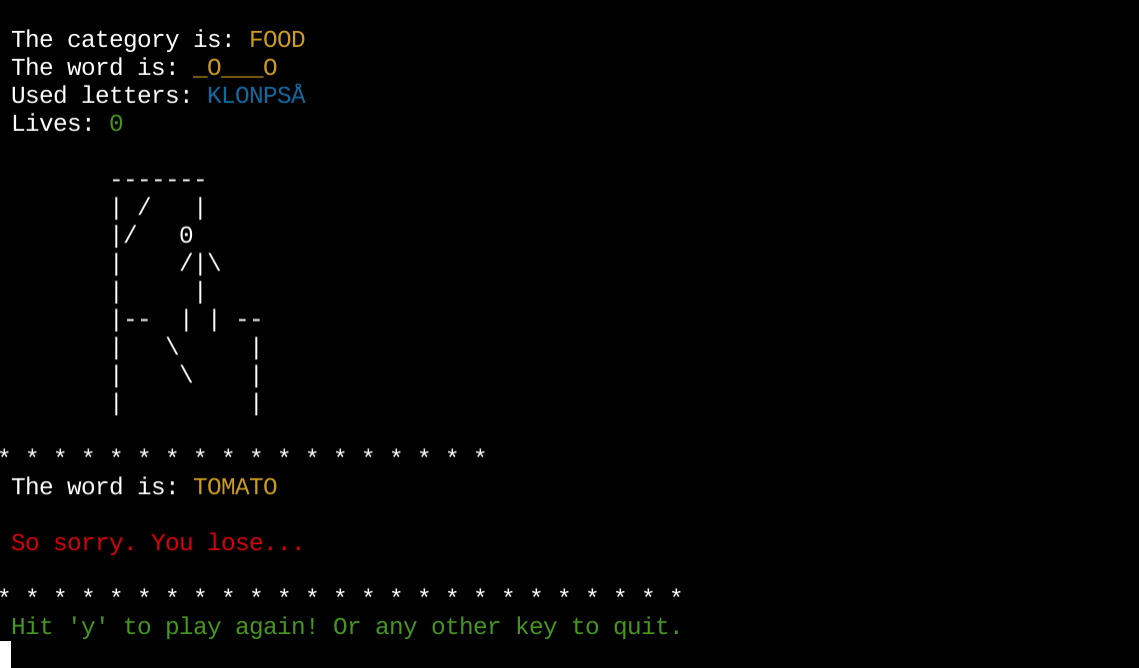 The category is: FOOD
The word is: _O___O
Used letters: KLONPSÅ
Lives: 0
-------
| /   |
|/   0
|    /|\
|     |
|--  | | --
|   \     |
|    \    |
|         |
* * * * * * * * * * * * * * * * * *
The word is: TOMATO
So sorry. You lose...
* * * * * * * * * * * * * * * * * * * * * * * * *
Hit 'y' to play again! Or any other key to quit.